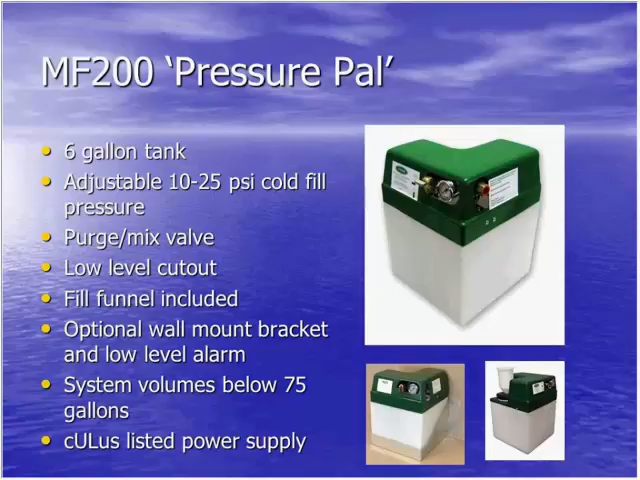 MF200 ‘Pressure Pal’
• 6 gallon tank
• Adjustable 10-25 psi cold fill
pressure
• Purge/mix valve
• Low level cutout
• Fill funnel included
• Optional wall mount bracket
and low level alarm
• System volumes below 75
gallons
• cULus listed power supply